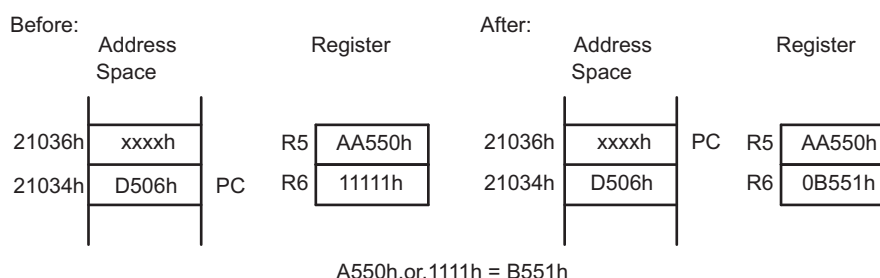 Before:
Address
Space
Register
21036h xxxxh
21034h D506h PC
R5 AA550h
R6 11111h
After:
Address
Space
Register
21036h xxxxh PC
21034h D506h
R5 AA550h
R6 0B551h
A550h.or.1111h = B551h